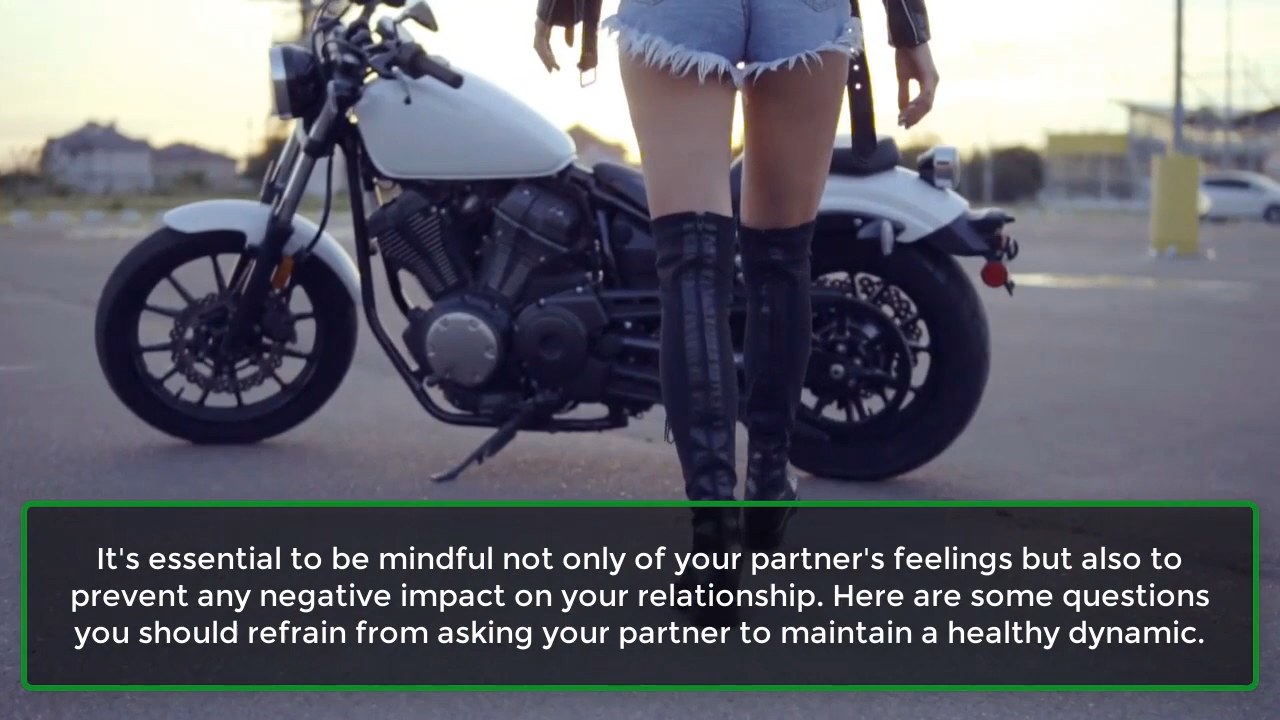 It's essential to be mindful not only of your partner's feelings but also to
prevent any negative impact on your relationship. Here are some questions
you should refrain from asking your partner to maintain a healthy dynamic.